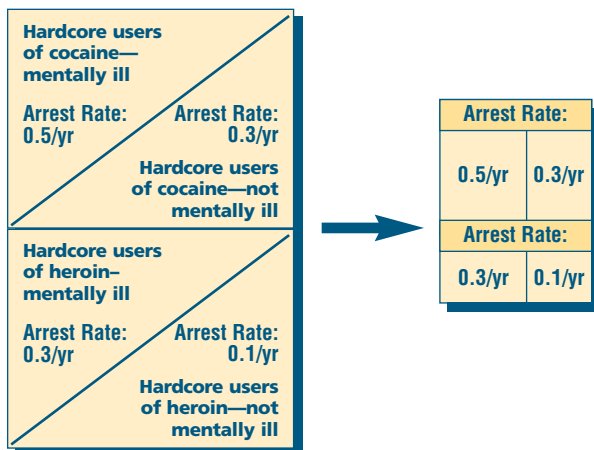 Hardcore users
of cocaine—
mentally ill
Arrest Rate:
0.5/yr
Arrest Rate:
0.3/yr
Hardcore users
of cocaine—not
mentally ill
Hardcore users
of heroin–
mentally ill
Arrest Rate:
0.3/yr
Arrest Rate:
0.1/yr
Hardcore users
of heroin—not
mentally ill
Arrest Rate:
0.5/yr 0.3/yr
Arrest Rate:
0.3/yr 0.1/yr